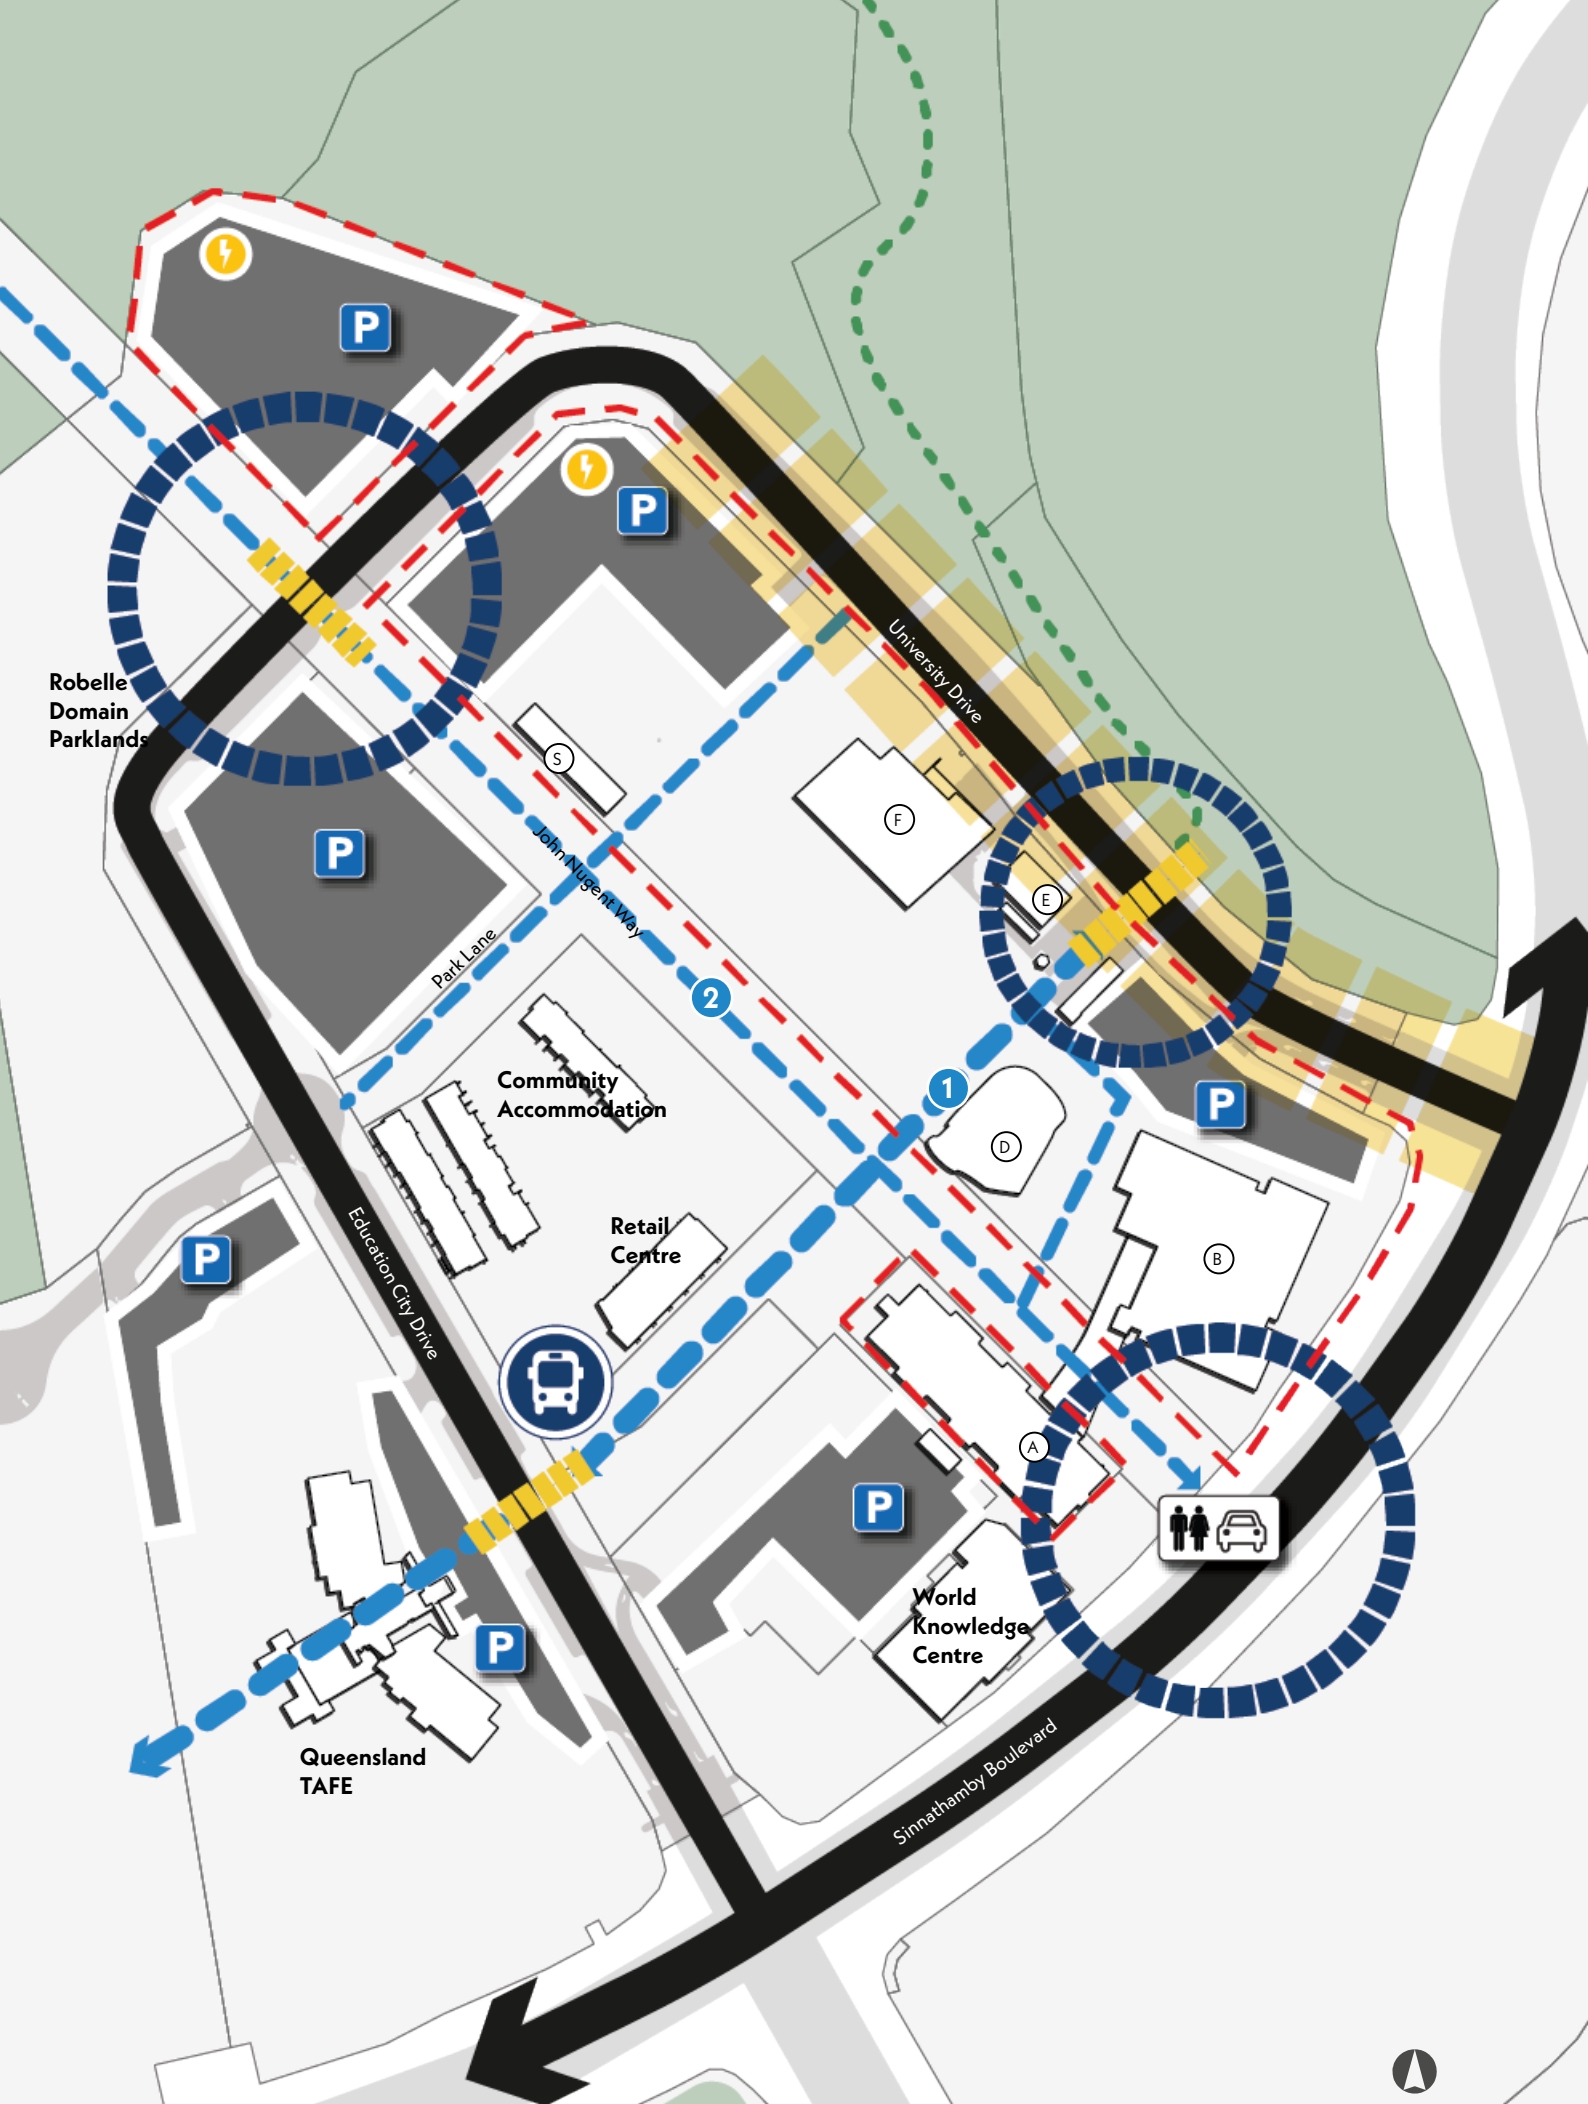 P
P
University Drive
Robelle
Domain
Parklands
S
F
John Nugent Way
P
E
Park Lane
2
1
Community
Accommodation
P
D
Retail
Centre
B
P
Education City Drive
A
P
World
Knowledge
Centre
P
Queensland
TAFE
Sinnathamby Boulevard